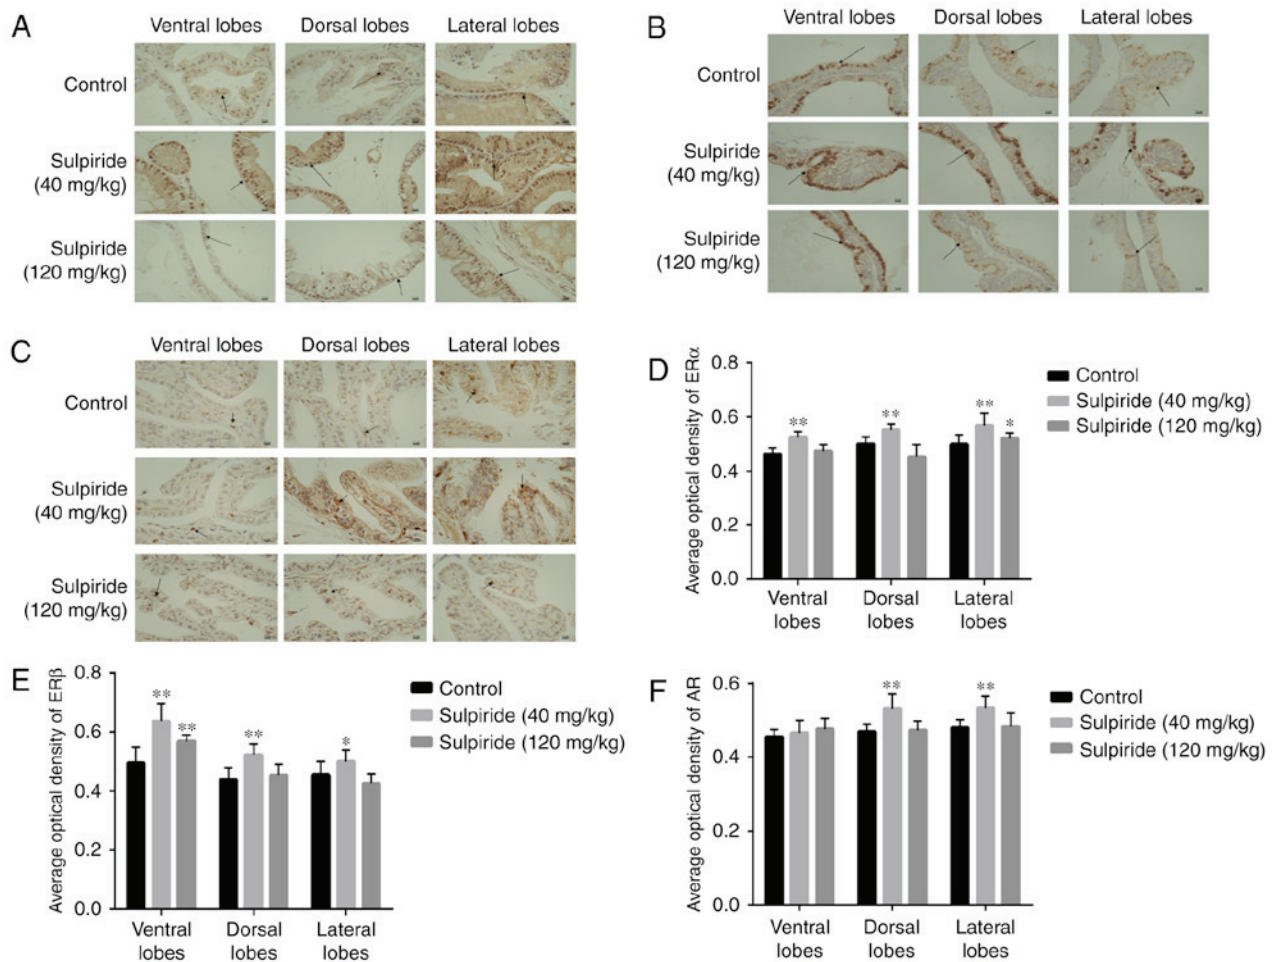 A
Ventral lobes
Dorsal lobes
Lateral lobes
Control
Sulpiride
(40 mg/kg)
Sulpiride
(120 mg/kg)
B
Ventral lobes
Dorsal lobes
Lateral lobes
Control
Sulpiride
(40 mg/kg)
Sulpiride
(120 mg/kg)
C
Ventral lobes
Dorsal lobes
Lateral lobes
Control
Sulpiride
(40 mg/kg)
Sulpiride
(120 mg/kg)
D
Average optical density of ERα
0.8
0.6
0.4
0.2
0.0
**
**
**
*
Ventral
lobes
Dorsal
lobes
Lateral
lobes
Control
Sulpiride (40 mg/kg)
Sulpiride (120 mg/kg)
E
Average optical density of ERβ
0.8
0.6
0.4
0.2
0.0
**
**
**
*
Ventral
lobes
Dorsal
lobes
Lateral
lobes
Control
Sulpiride (40 mg/kg)
Sulpiride (120 mg/kg)
F
Average optical density of AR
0.6
0.4
0.2
0.0
**
**
Ventral
lobes
Dorsal
lobes
Lateral
lobes
Control
Sulpiride (40 mg/kg)
Sulpiride (120 mg/kg)